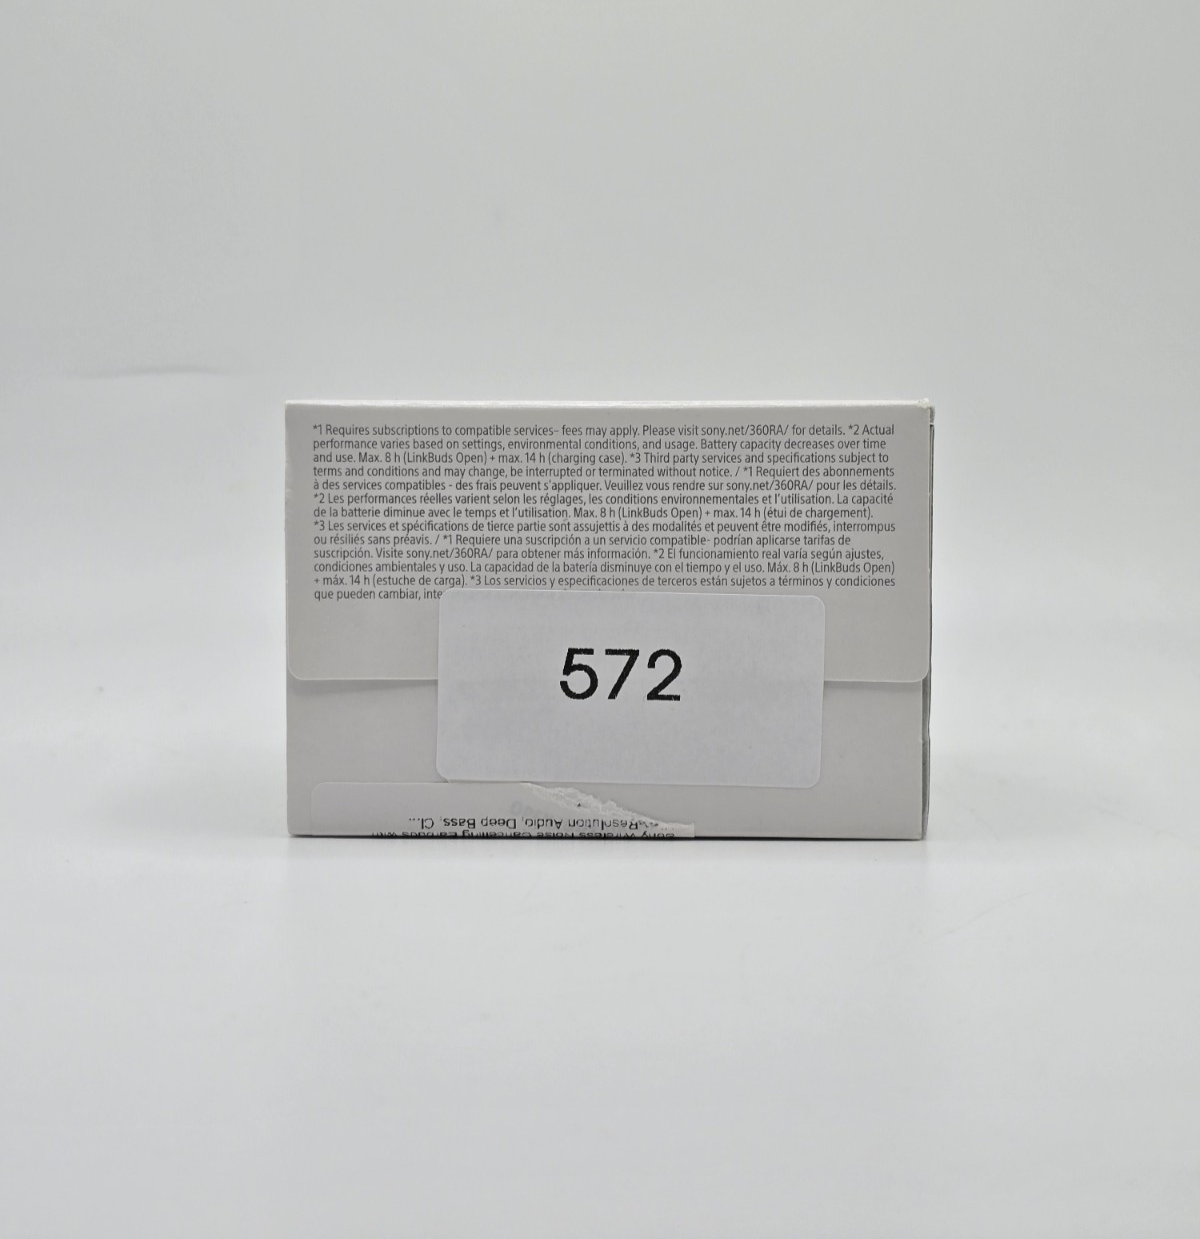 *1 Requires subscriptions to compatible services- fees may apply. Please visit sony.net/360RA/ for details. *2 Actual
performance varies based on settings, environmental conditions, and usage. Battery capacity decreases over time
and use. Max. 8 h (LinkBuds Open) + max. 14 h (charging case). *3 Third party services and specifications subject to
terms and conditions and may change, be interrupted or terminated without notice. / *1 Requiert des abonnements
à des services compatibles - des frais peuvent s'appliquer. Veuillez vous rendre sur sony.net/360RA/ pour les détails.
*2 Les performances réelles varient selon les réglages, les conditions environnementales et l'utilisation. La capacité
de la batterie diminue avec le temps et l'utilisation. Max. 8 h (LinkBuds Open) + max. 14 h (étui de chargement).
*3 Les services et spécifications de tierce partie sont assujettis à des modalités et peuvent être modifiés, interrompus
ou résiliés sans préavis. / *1 Requiere una suscripción a un servicio compatible- podrían aplicarse tarifas de
suscripción. Visite sony.net/360RA/ para obtener más información. *2 El funcionamiento real varía según ajustes,
condiciones ambientales y uso. La capacidad de la batería disminuye con el tiempo y el uso. Máx. 8 h (LinkBuds Open)
+ máx. 14 h (estuche de carga). *3 Los servicios y especificaciones de terceros están sujetos a términos y condiciones
que pueden cambiar,
572
Sony Wireless Noise Cancelling Earbuds with
Resolution Audio, Deep Bass, Cl...